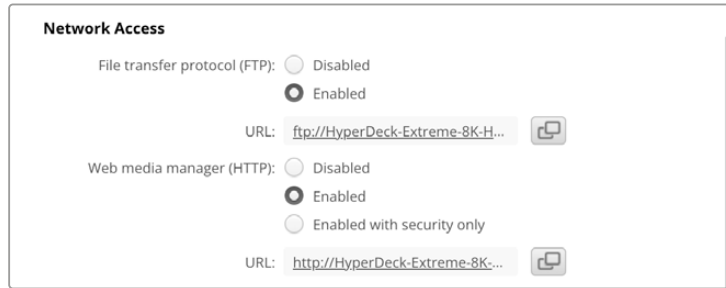 Network Access
File transfer protocol (FTP): Disabled
Enabled
URL: ftp://HyperDeck-Extreme-8K-H...
Web media manager (HTTP): Disabled
Enabled
Enabled with security only
URL: http://HyperDeck-Extreme-8K-...